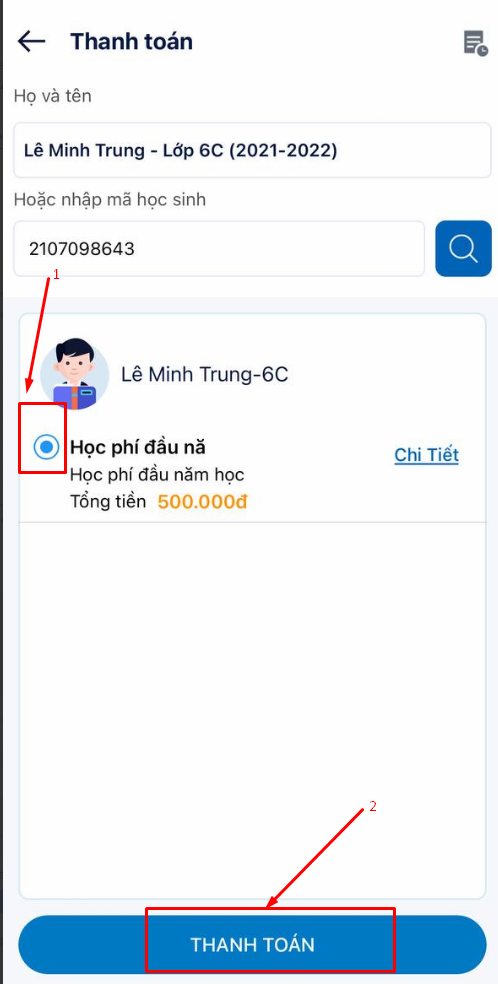 Thanh toán
Họ và tên
Lê Minh Trung - Lớp 6C (2021-2022)
Hoặc nhập mã học sinh
2107098643
1
Lê Minh Trung-6C
Học phí đầu nă
Chi Tiết
Học phí đầu năm học
Tổng tiền 500.000đ
2
THANH TOÁN